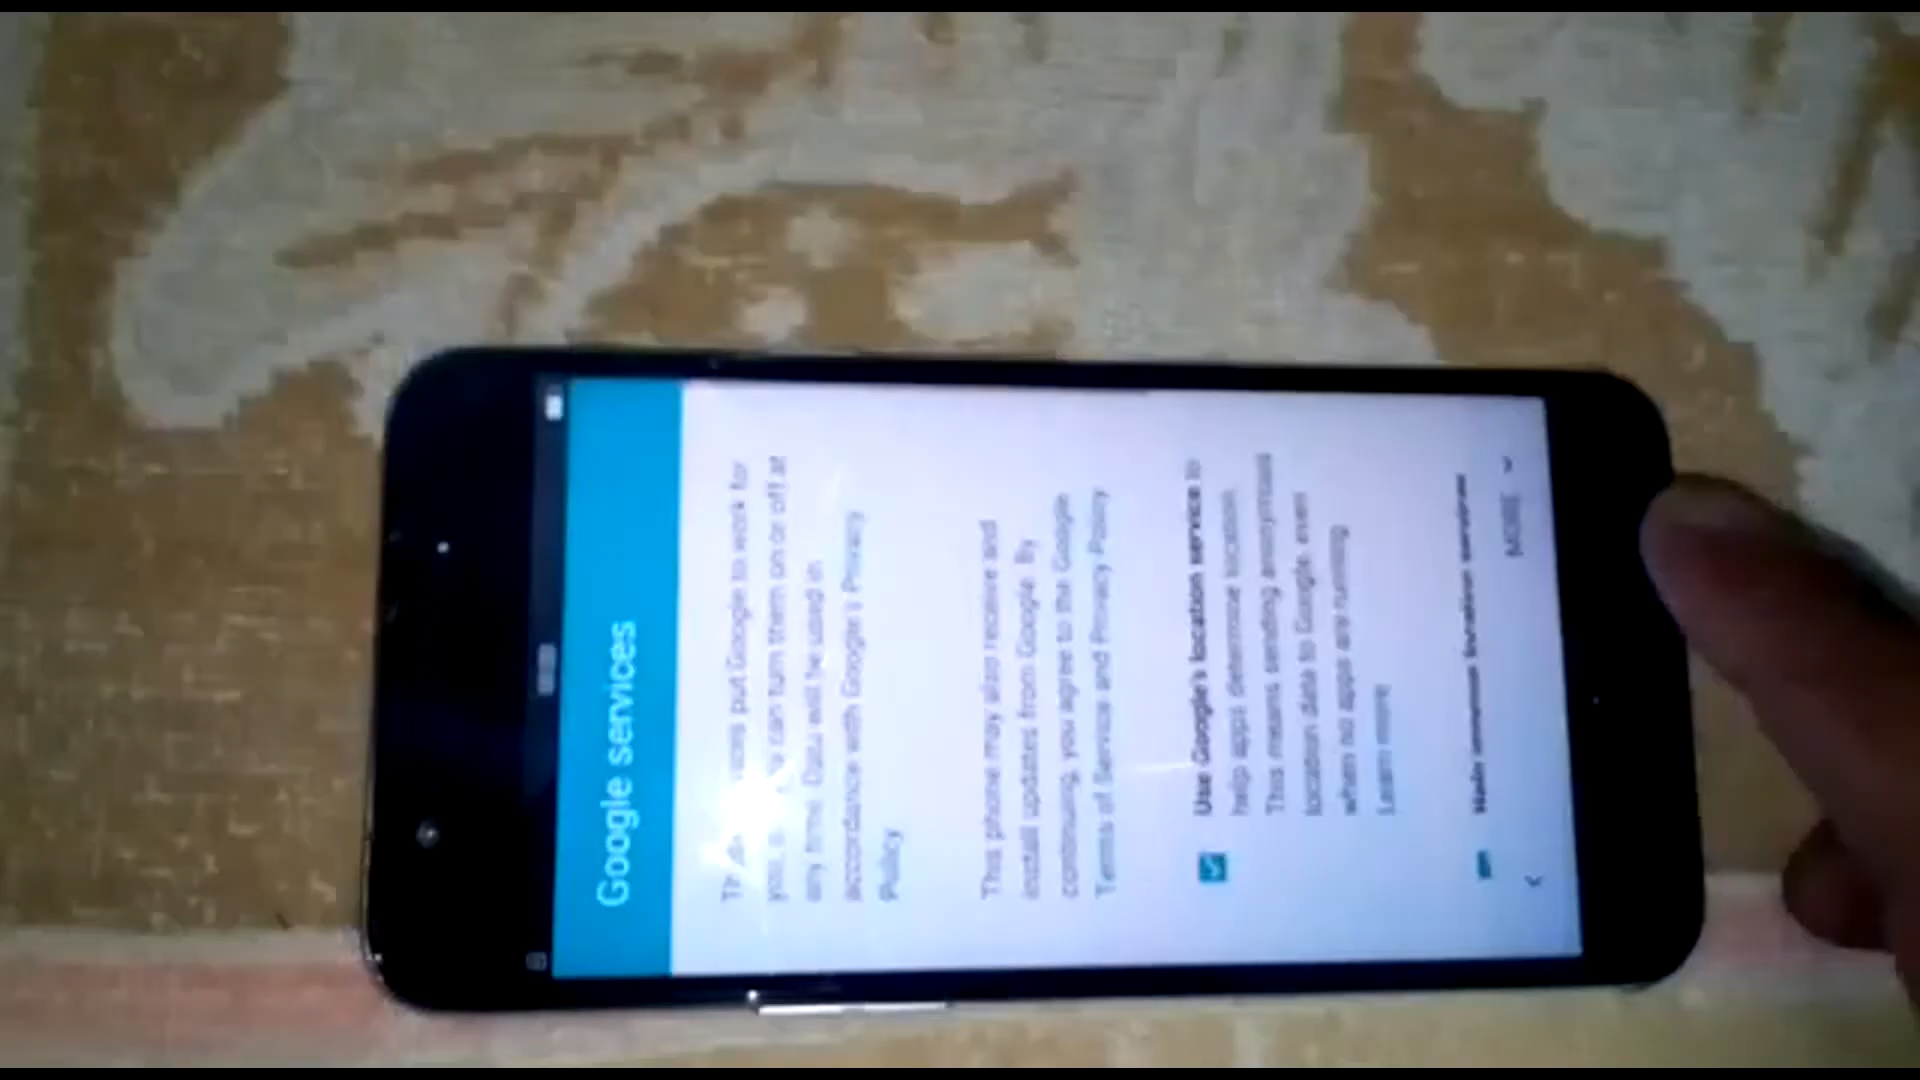 Google services
put Google to work for
can turn them on or off at
any time. Data will be used in
accordance with Google's Privacy
Policy
This phone may also receive and
install updates from Google. By
continuing, you agree to the Google
Terms of Service and Privacy Policy
Use Google's location service to
help apps determine location.
This means sending anonymous
location data to Google, even
when no apps are running
Learn more
location
MORE